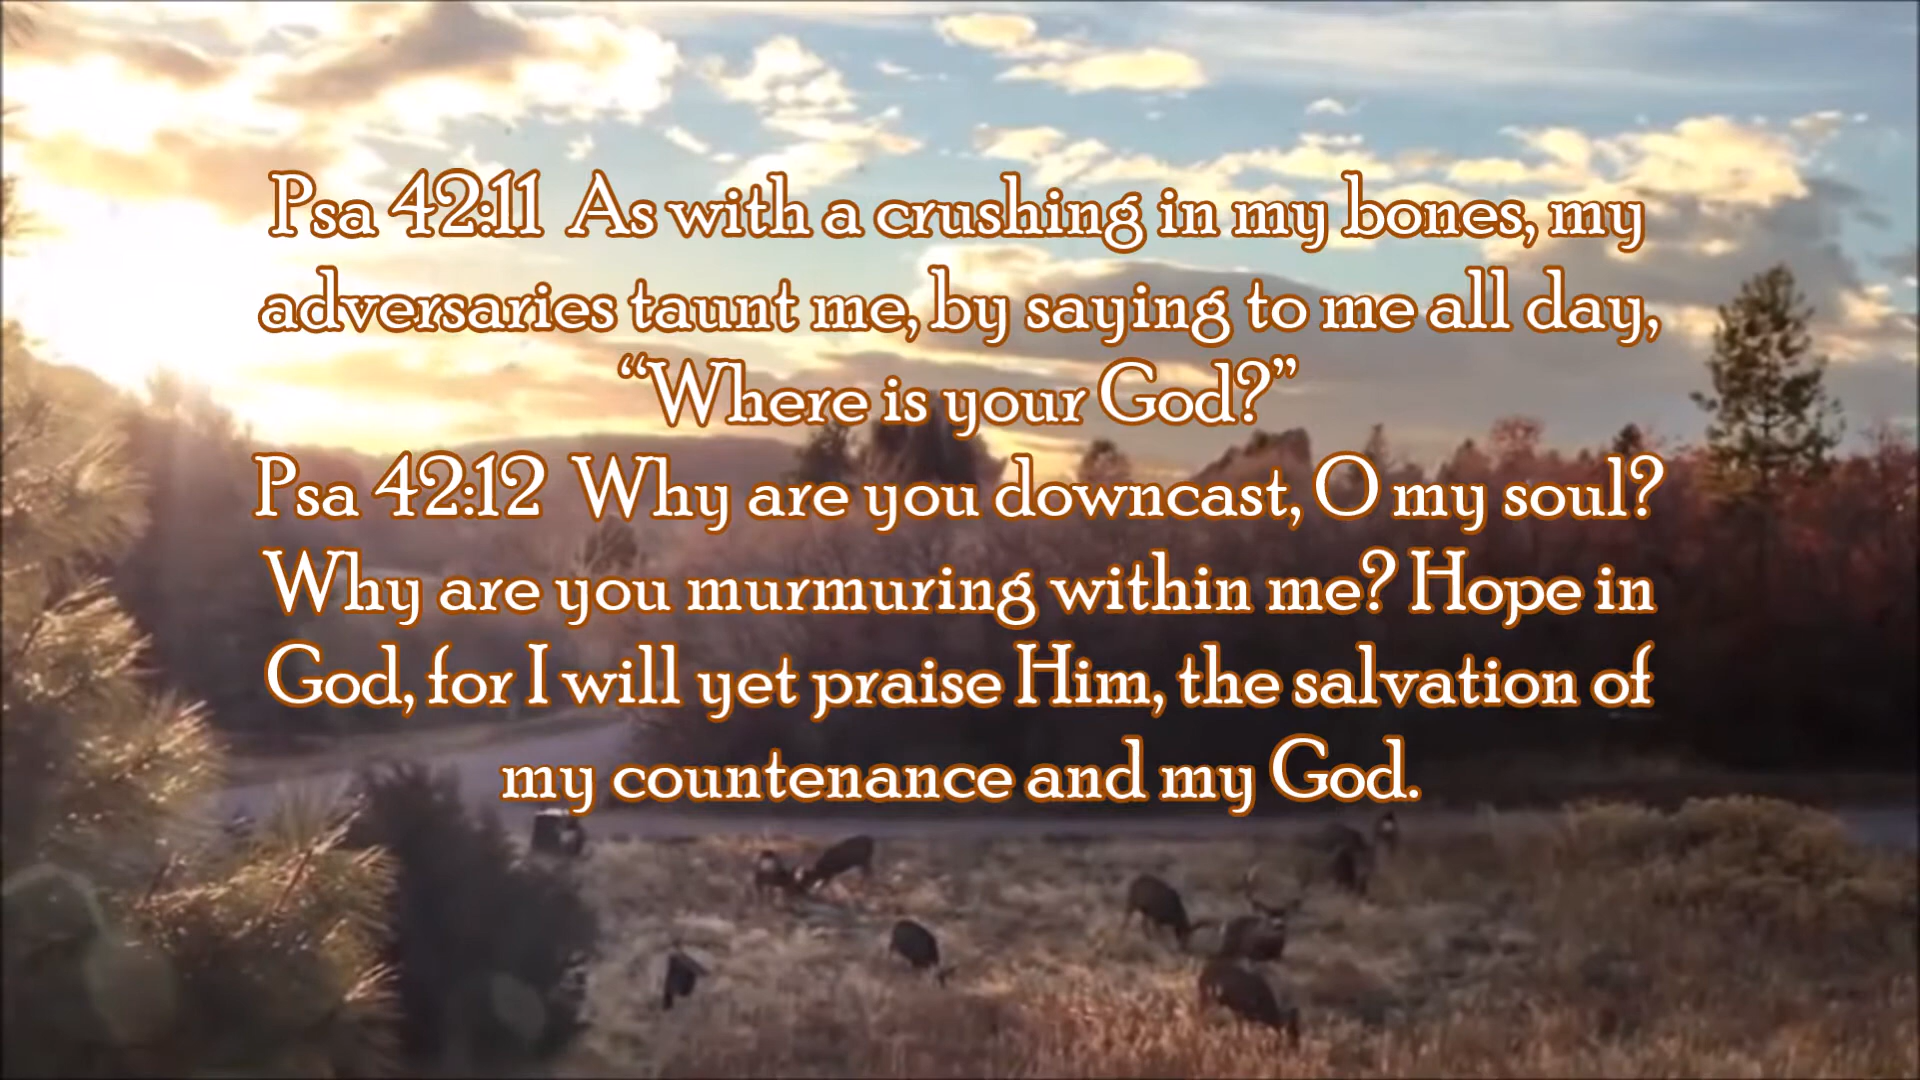 Psa 42:11 As with a crushing in my bones, my
adversaries taunt me, by saying to me all day,
“Where is your God?”
Psa 42:12 Why are you downcast, O my soul?
Why are you murmuring within me? Hope in
God, for I will yet praise Him, the salvation of
my countenance and my God.